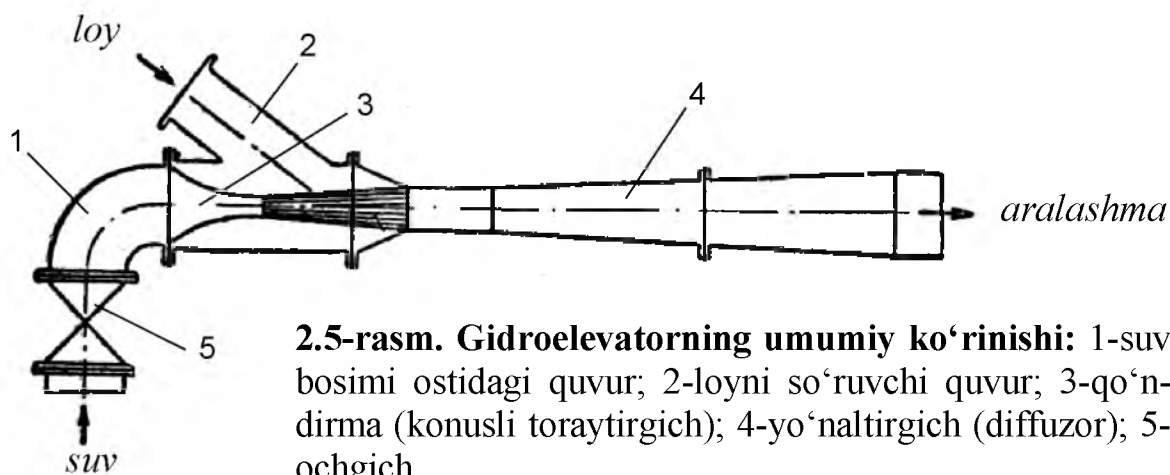 loy
2
3
4
1
aralashma
5
suv
2.5-rasm. Gidroelevatorning umumiy ko‘rinishi: 1-suv
bosimi ostidagi quvur; 2-loyni so‘ruvchi quvur; 3-qo‘n-
dirma (konusli toraytirgich); 4-yo‘naltirgich (diffuzor); 5-
ochgich